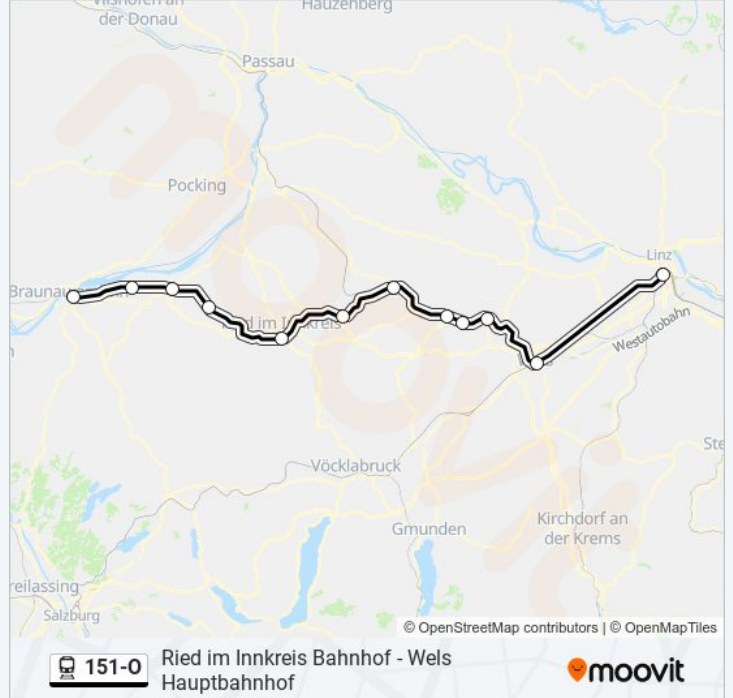 Vilshofen an
der Donau
Hauzenberg
Passau
Pocking
Linz
Braunau
Ried im Innkreis
Westautobahn
Vöcklabruck
Gmunden
Kirchdorf an
der Krems
Ste
reilassing
Salzburg
© OpenStreetMap contributors | © OpenMapTiles
151-O
Ried im Innkreis Bahnhof - Wels
Hauptbahnhof
moovit